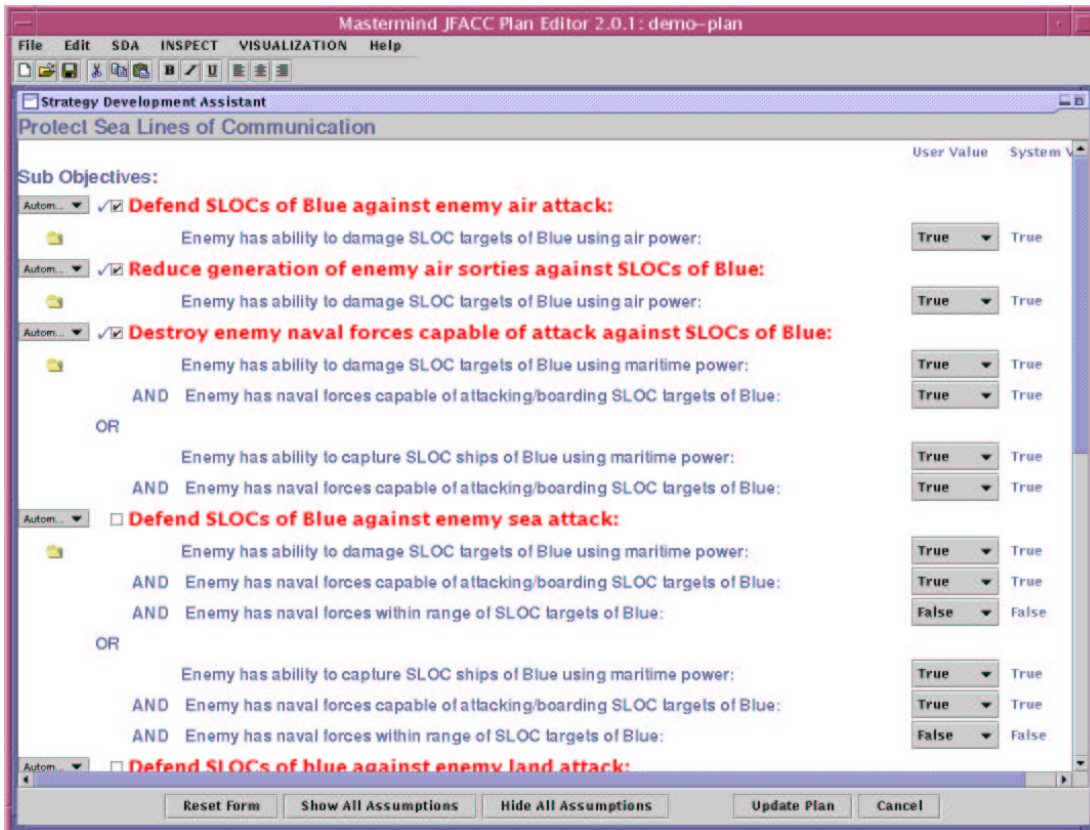 Mastermind JFACC Plan Editor 2.0.1: demo-plan
File Edit SDA INSPECT VISUALIZATION Help
B I U
Strategy Development Assistant
Protect Sea Lines of Communication
User Value System V
Sub Objectives:
Autom... Defend SLOCs of Blue against enemy air attack:
Enemy has ability to damage SLOC targets of Blue using air power: True True
Autom... Reduce generation of enemy air sorties against SLOCs of Blue:
Enemy has ability to damage SLOC targets of Blue using air power: True True
Autom... Destroy enemy naval forces capable of attack against SLOCs of Blue:
Enemy has ability to damage SLOC targets of Blue using maritime power: True True
AND Enemy has naval forces capable of attacking/boarding SLOC targets of Blue: True True
OR
Enemy has ability to capture SLOC ships of Blue using maritime power: True True
AND Enemy has naval forces capable of attacking/boarding SLOC targets of Blue: True True
Autom... Defend SLOCs of Blue against enemy sea attack:
Enemy has ability to damage SLOC targets of Blue using maritime power: True True
AND Enemy has naval forces capable of attacking/boarding SLOC targets of Blue: True True
AND Enemy has naval forces within range of SLOC targets of Blue: False False
OR
Enemy has ability to capture SLOC ships of Blue using maritime power: True True
AND Enemy has naval forces capable of attacking/boarding SLOC targets of Blue: True True
AND Enemy has naval forces within range of SLOC targets of Blue: False False
Autom... Defend SLOCs of blue against enemy land attack:
Reset Form Show All Assumptions Hide All Assumptions Update Plan Cancel